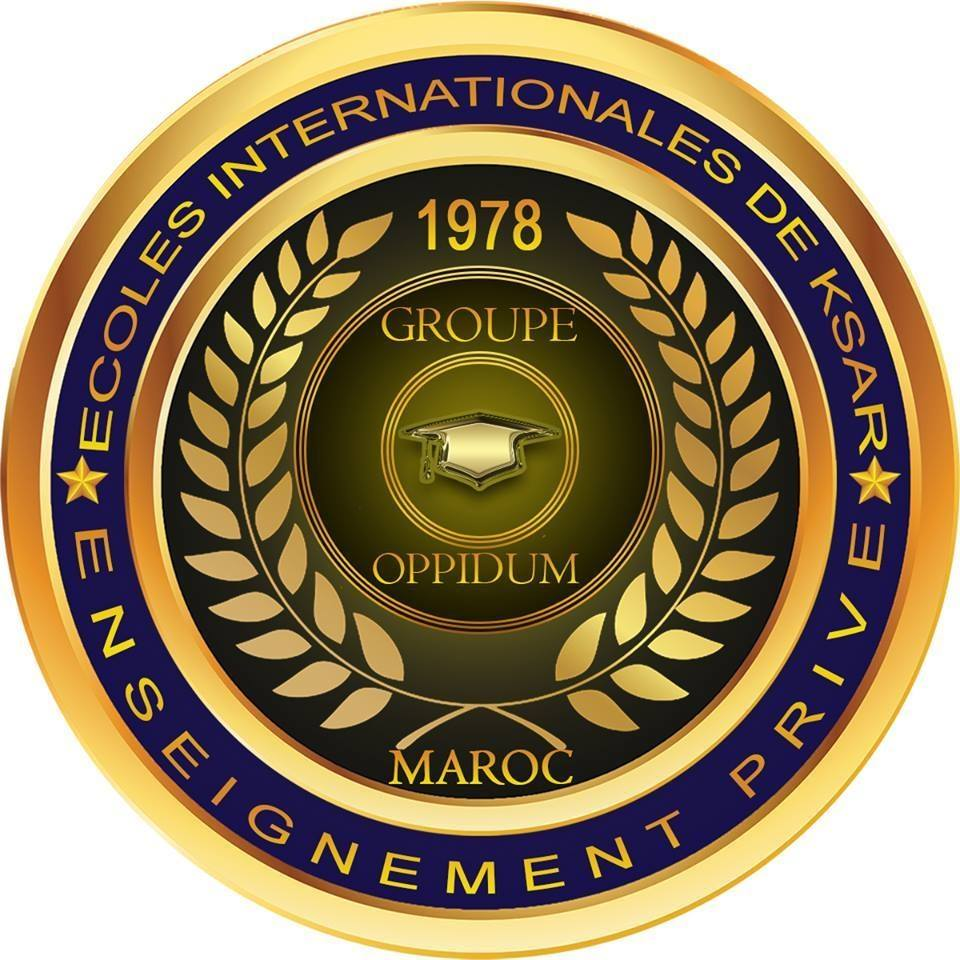 ECOLES INTERNATIONALES DE KSAR
1978
GROUPE
OPPIDUM
MAROC
ENSEIGNEMENT PRIVE